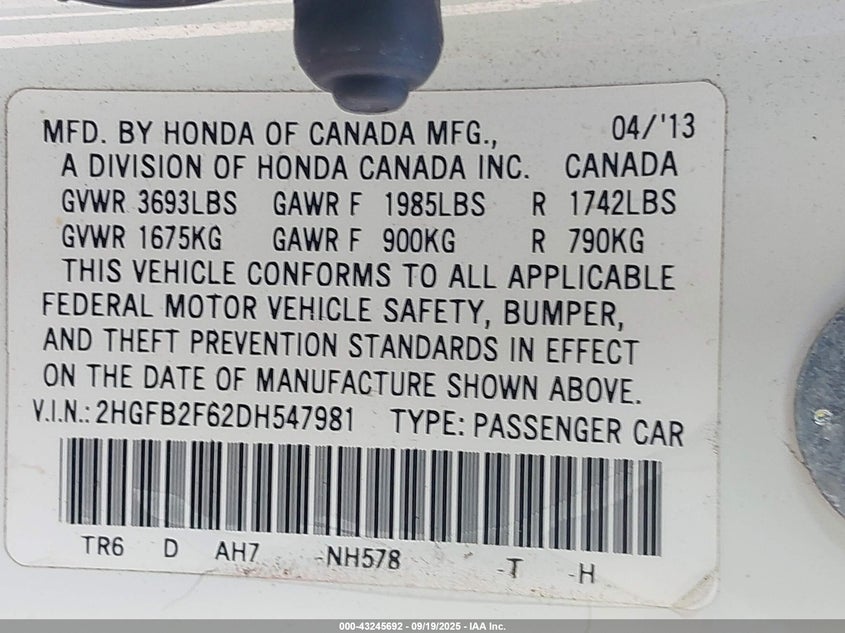 MFD. BY HONDA OF CANADA MFG., 04/'13
A DIVISION OF HONDA CANADA INC. CANADA
GVWR 3693LBS GAWR F 1985LBS R 1742LBS
GVWR 1675KG GAWR F 900KG R 790KG
THIS VEHICLE CONFORMS TO ALL APPLICABLE
FEDERAL MOTOR VEHICLE SAFETY, BUMPER,
AND THEFT PREVENTION STANDARDS IN EFFECT
ON THE DATE OF MANUFACTURE SHOWN ABOVE.
V.I.N.: 2HGFB2F62DH547981 TYPE: PASSENGER CAR
TR6 D AH7 -NH578 -T -H
000-43245692 - 09/19/2025 - IAA Inc.